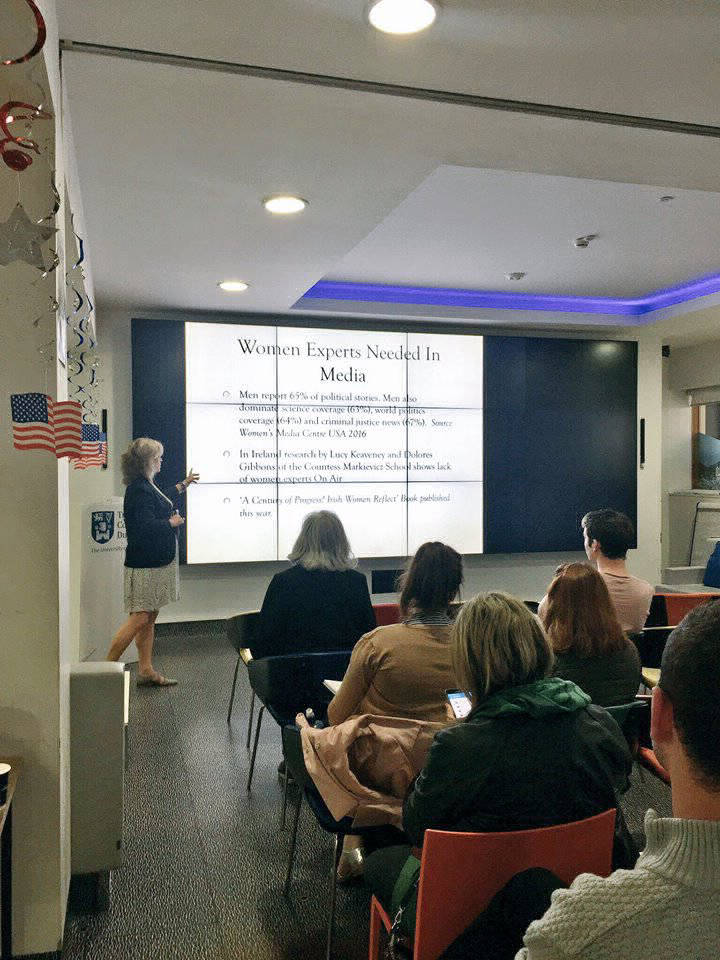 Women Experts Needed In
Media
Men report 65% of political stories. Men also
dominate science coverage (63%), world politics
coverage (64%) and criminal justice news (67%). Source
Women's Media Centre USA 2016
In Ireland research by Lucy Keaveney and Dolores
Gibbons of the Countess Markievicz School shows lack
of women experts On Air
'A Century of Progress? Irish Women Reflect' Book published
this year.
The University